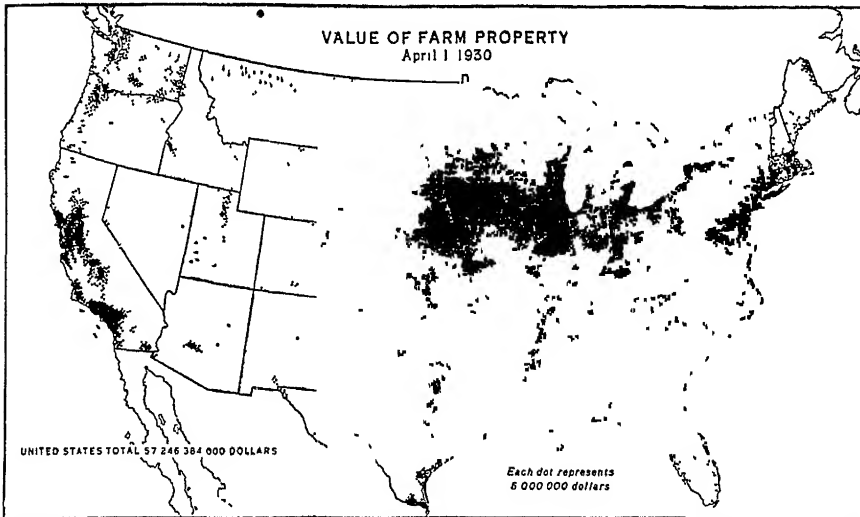 VALUE OF FARM PROPERTY
April 1 1930
UNITED STATES TOTAL 57 246 384 000 DOLLARS
Each dot represents
5 000 000 dollars